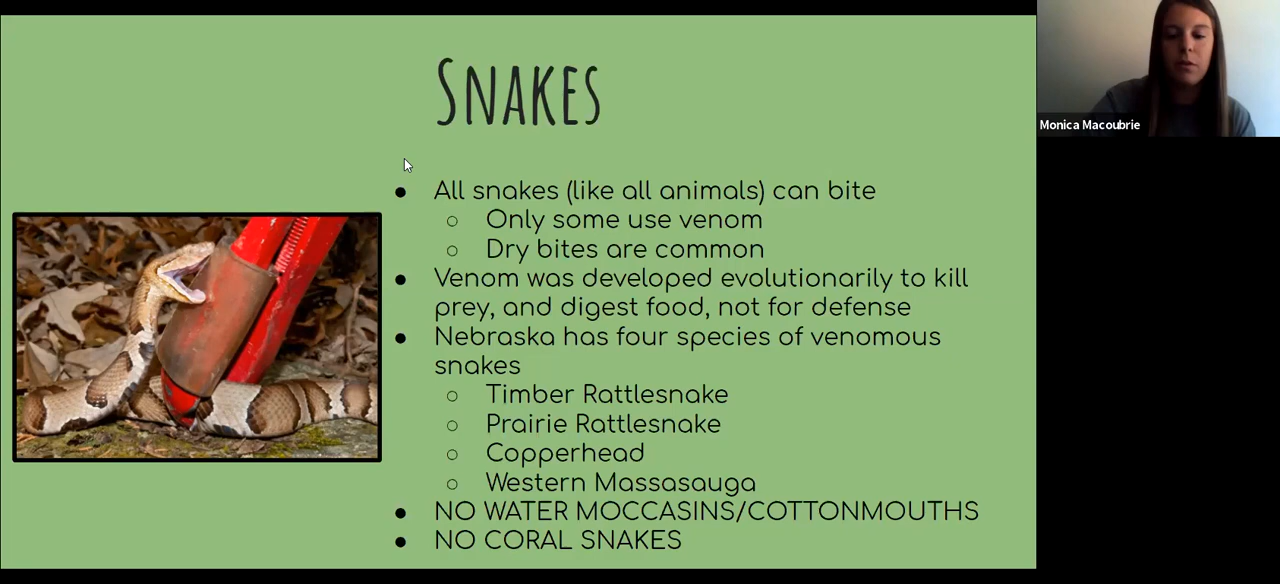 Snakes
Monica Macoubrie
● All snakes (like all animals) can bite
○ Only some use venom
○ Dry bites are common
● Venom was developed evolutionarily to kill
prey, and digest food, not for defense
● Nebraska has four species of venomous
snakes
○ Timber Rattlesnake
○ Prairie Rattlesnake
○ Copperhead
○ Western Massasauga
● NO WATER MOCCASINS/COTTONMOUTHS
● NO CORAL SNAKES